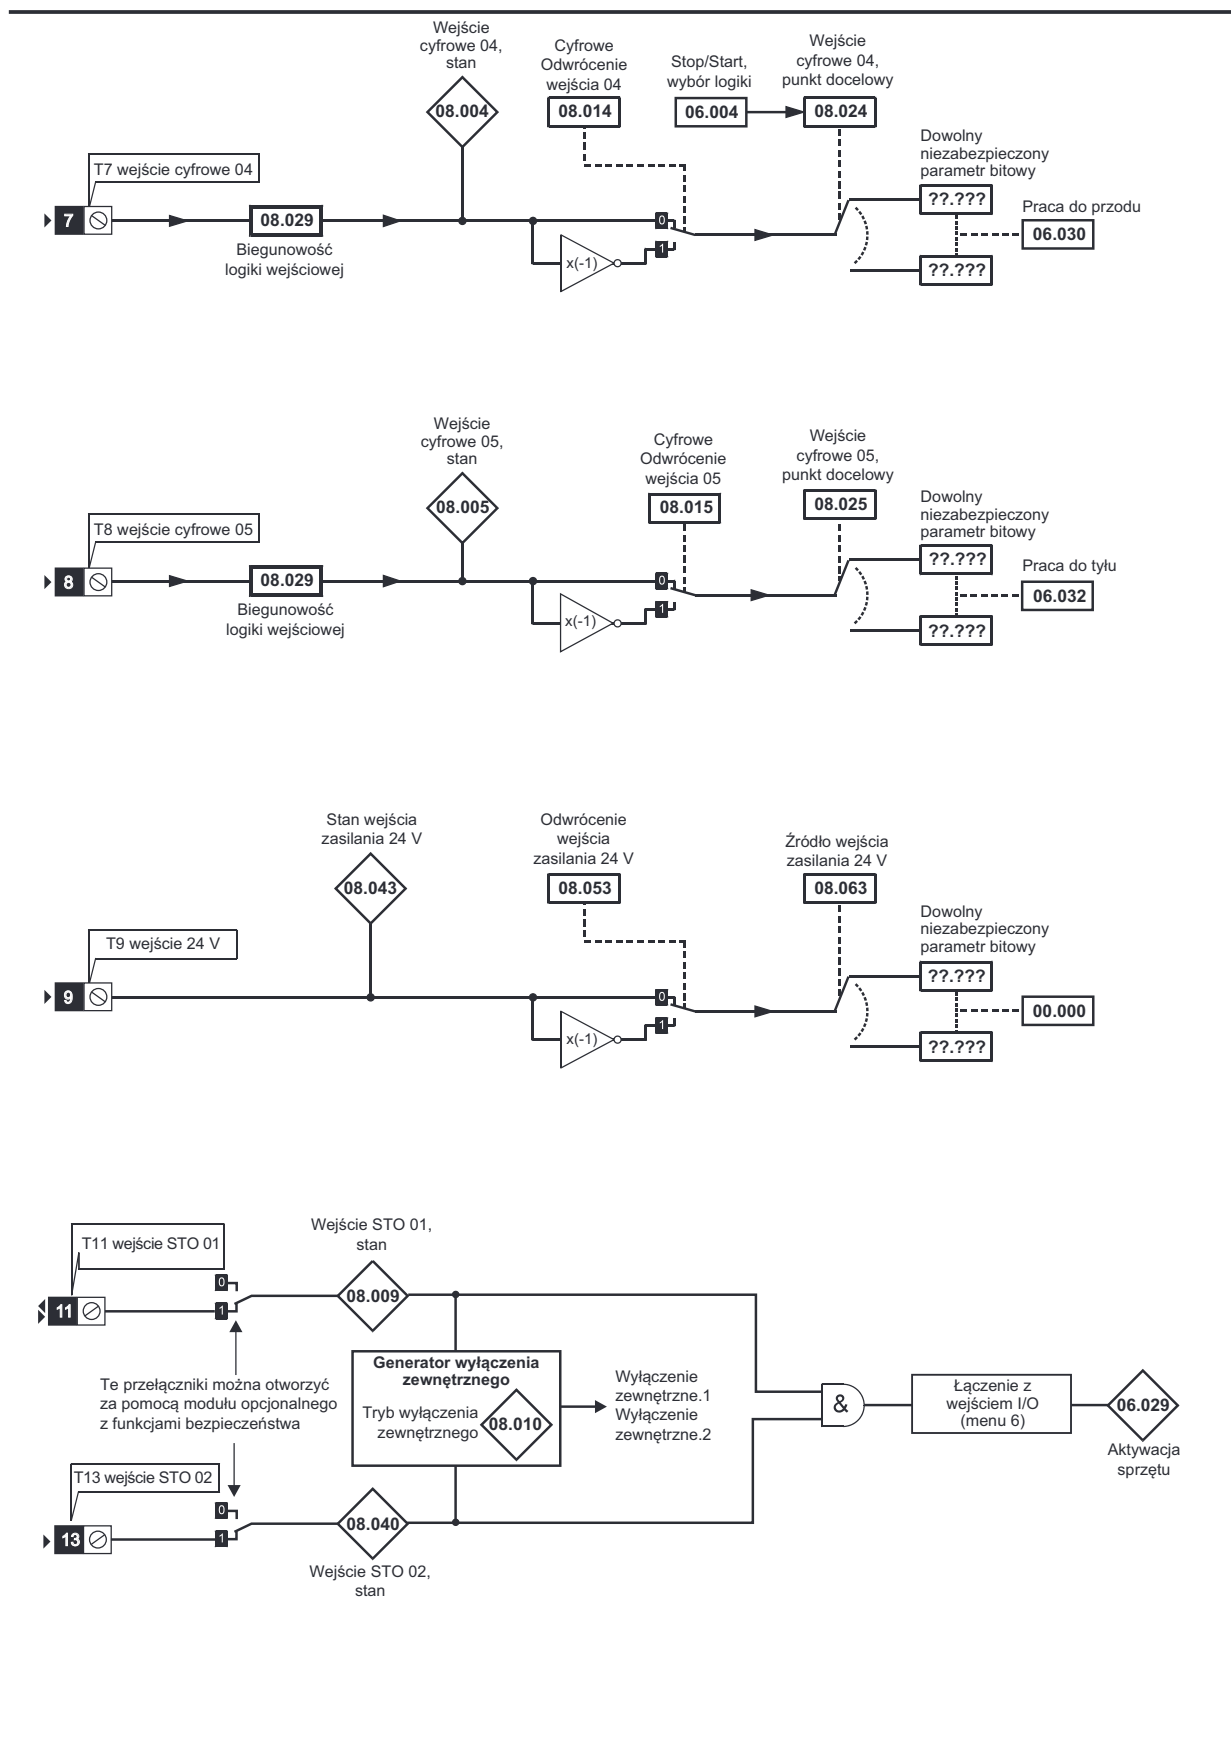 Wejście
cyfrowe 04,
stan
08.004
Cyfrowe
Odwrócenie
wejścia 04
08.014
Stop/Start,
wybór logiki
06.004
Wejście
cyfrowe 04,
punkt docelowy
08.024
T7 wejście cyfrowe 04
7
08.029
Biegunowość
logiki wejściowej
x(-1)
0
1
Dowolny
niezabezpieczony
parametr bitowy
??.???
??.???
Praca do przodu
06.030
Wejście
cyfrowe 05,
stan
08.005
Cyfrowe
Odwrócenie
wejścia 05
08.015
Wejście
cyfrowe 05,
punkt docelowy
08.025
T8 wejście cyfrowe 05
8
08.029
Biegunowość
logiki wejściowej
x(-1)
0
1
Dowolny
niezabezpieczony
parametr bitowy
??.???
??.???
Praca do tyłu
06.032
Stan wejścia
zasilania 24 V
08.043
Odwrócenie
wejścia
zasilania 24 V
08.053
Źródło wejścia
zasilania 24 V
08.063
T9 wejście 24 V
9
x(-1)
0
1
Dowolny
niezabezpieczony
parametr bitowy
??.???
??.???
00.000
T11 wejście STO 01
11
0
1
Wejście STO 01,
stan
08.009
Te przełączniki można otworzyć
za pomocą modułu opcjonalnego
z funkcjami bezpieczeństwa
Generator wyłączenia
zewnętrznego
Tryb wyłączenia
zewnętrznego
08.010
Wyłączenie
zewnętrzne.1
Wyłączenie
zewnętrzne.2
&
Łączenie z
wejściem I/O
(menu 6)
06.029
Aktywacja
sprzętu
T13 wejście STO 02
13
0
1
08.040
Wejście STO 02,
stan